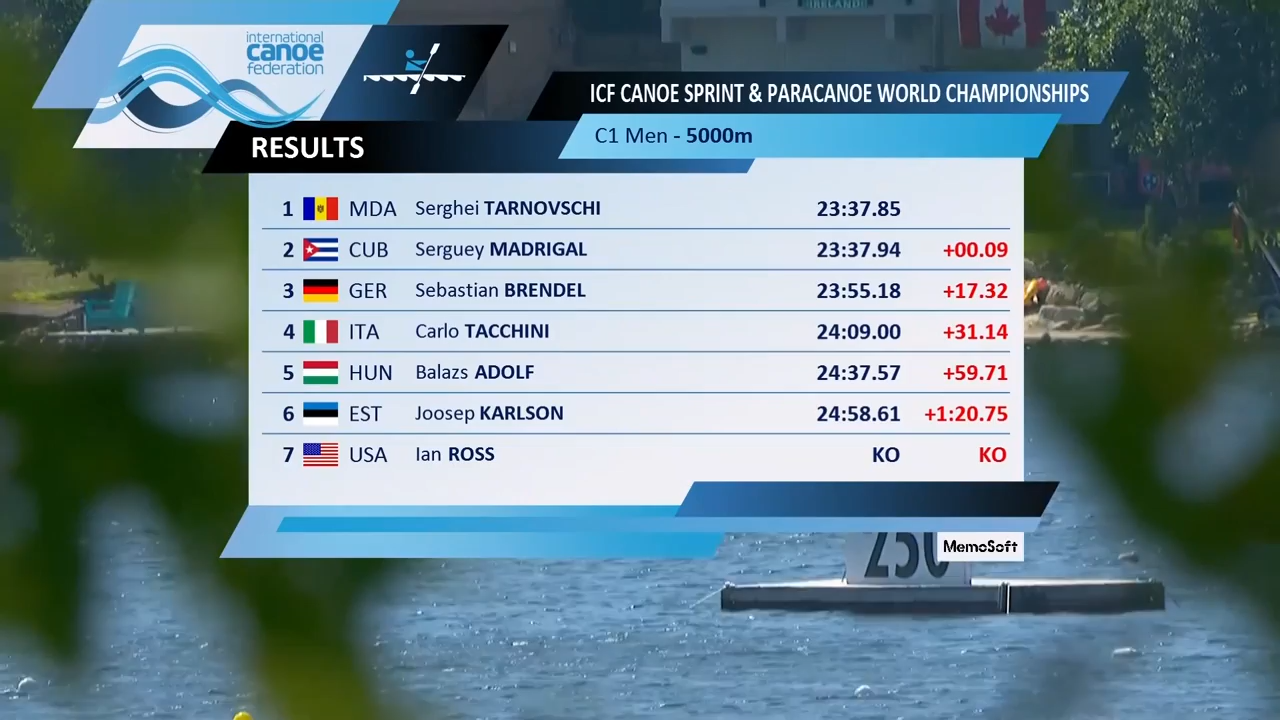 IRELAND
international
canoe
federation
ICF CANOE SPRINT & PARACANOE WORLD CHAMPIONSHIPS
C1 Men - 5000m
RESULTS
1 MDA Serghei TARNOVSCHI 23:37.85
2 CUB Serguey MADRIGAL 23:37.94 +00.09
3 GER Sebastian BRENDEL 23:55.18 +17.32
4 ITA Carlo TACCHINI 24:09.00 +31.14
5 HUN Balazs ADOLF 24:37.57 +59.71
6 EST Joosep KARLSON 24:58.61 +1:20.75
7 USA Ian ROSS KO KO
250
MemoSoft